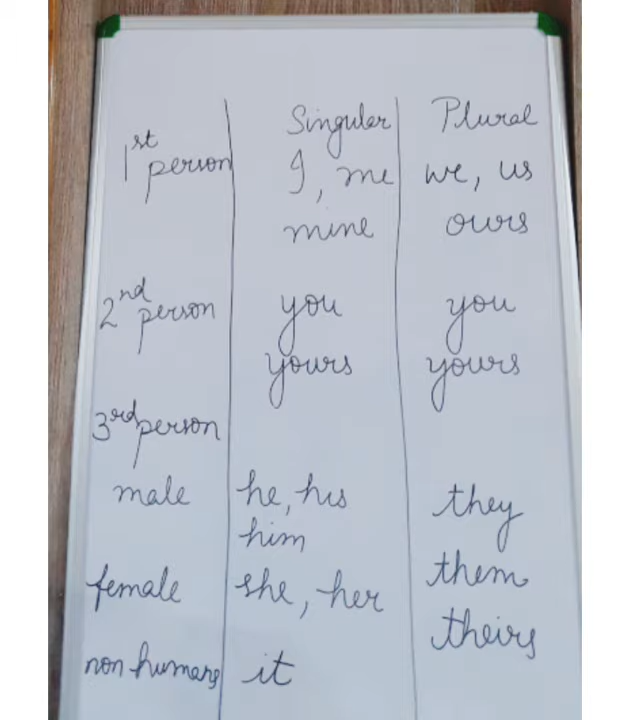 Singular Plural
1st person I, me we, us
mine ours
2nd person you you
yours yours
3rd person
male he, his they
him
female she, her them
theirs
non humans it